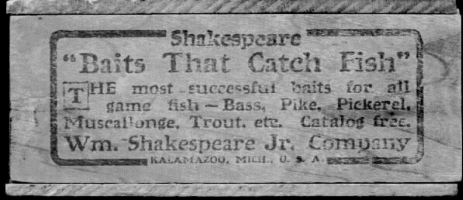 Shakespeare
"Baits That Catch Fish"
THE most successful baits for all
game fish — Bass, Pike, Pickerel,
Muscallonge, Trout, etc. Catalog free.
Wm. Shakespeare Jr. Company
KALAMAZOO, MICH., U. S. A.